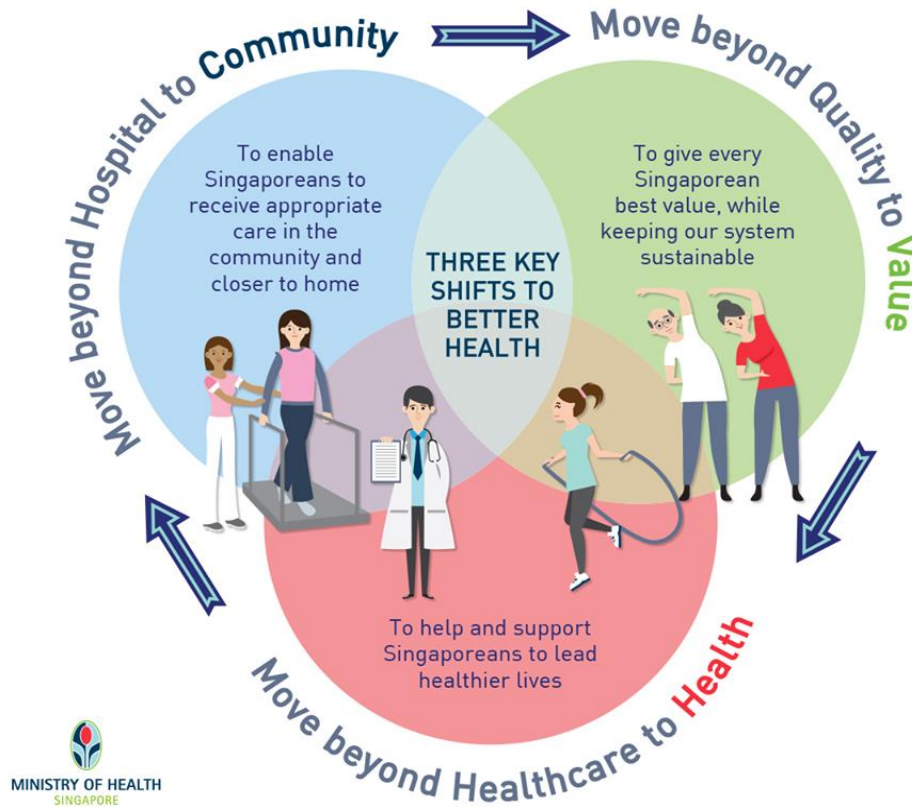 Move beyond Hospital to Community
Move beyond Quality to Value
To enable
Singaporeans to
receive appropriate
care in the
community and
closer to home
To give every
Singaporean
best value, while
keeping our system
sustainable
THREE KEY
SHIFTS TO
BETTER
HEALTH
To help and support
Singaporeans to lead
healthier lives
Move beyond Healthcare to Health
MINISTRY OF HEALTH
SINGAPORE